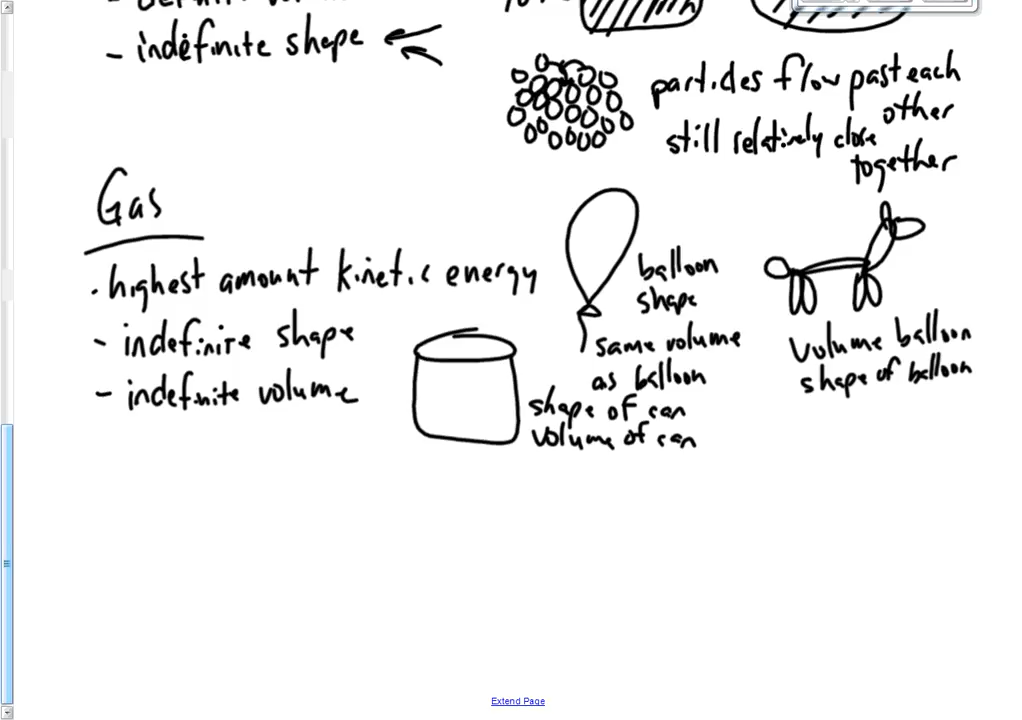 - indefinite shape
particles flow past each
other
still relatively close
together
Gas
. highest amount kinetic energy
- indefinire shape
- indefinite volume
balloon
shape
same volume
as balloon
shape of can
volume of can
volume balloon
shape of balloon
Extend Page